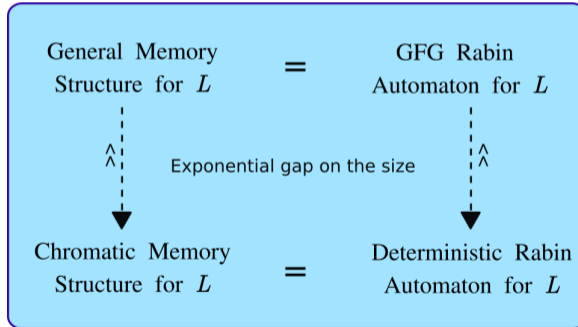 General Memory
Structure for L
=
GFG Rabin
Automaton for L
^^
Exponential gap on the size
^^
Chromatic Memory
Structure for L
=
Deterministic Rabin
Automaton for L